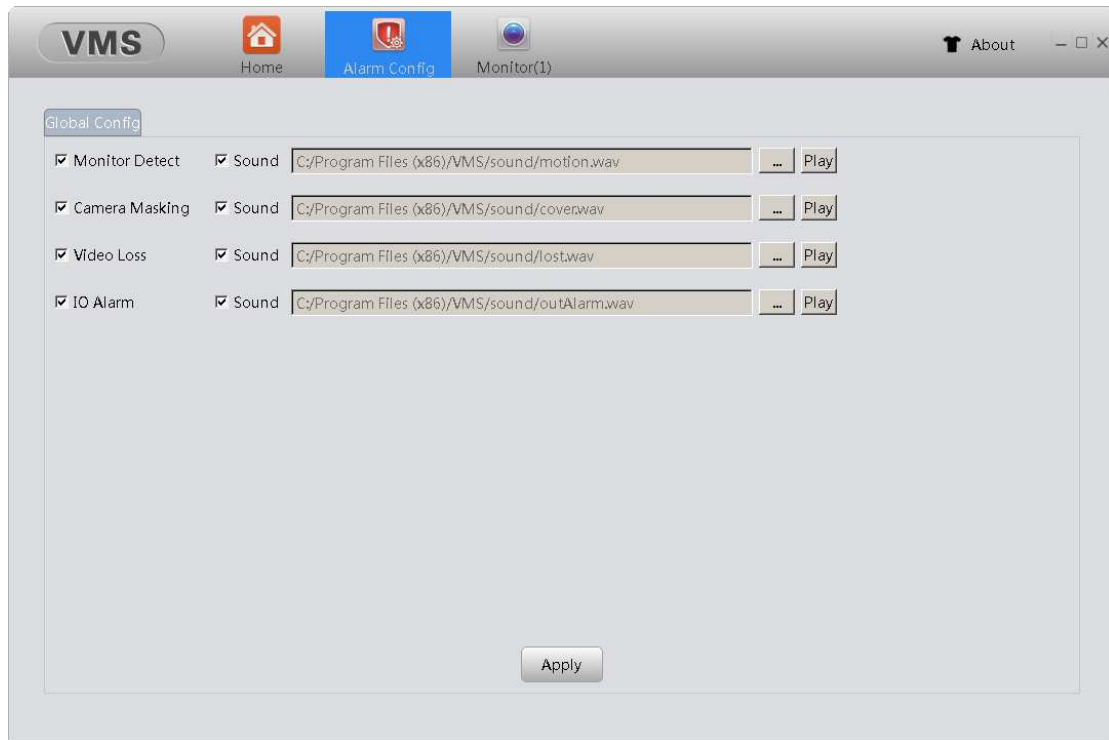 VMS
Home
Alarm Config
Monitor(1)
About
Global Config
Monitor Detect Sound C:/Program Files (x86)/VMS/sound/motion.wav ... Play
Camera Masking Sound C:/Program Files (x86)/VMS/sound/cover.wav ... Play
Video Loss Sound C:/Program Files (x86)/VMS/sound/lost.wav ... Play
IO Alarm Sound C:/Program Files (x86)/VMS/sound/outAlarm.wav ... Play
Apply